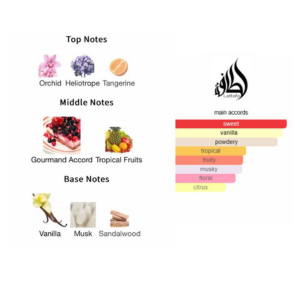 Top Notes
Orchid Heliotrope Tangerine
Middle Notes
Gourmand Accord Tropical Fruits
Base Notes
Vanilla Musk Sandalwood
main accords
sweet
vanilla
powdery
tropical
fruity
musky
floral
citrus